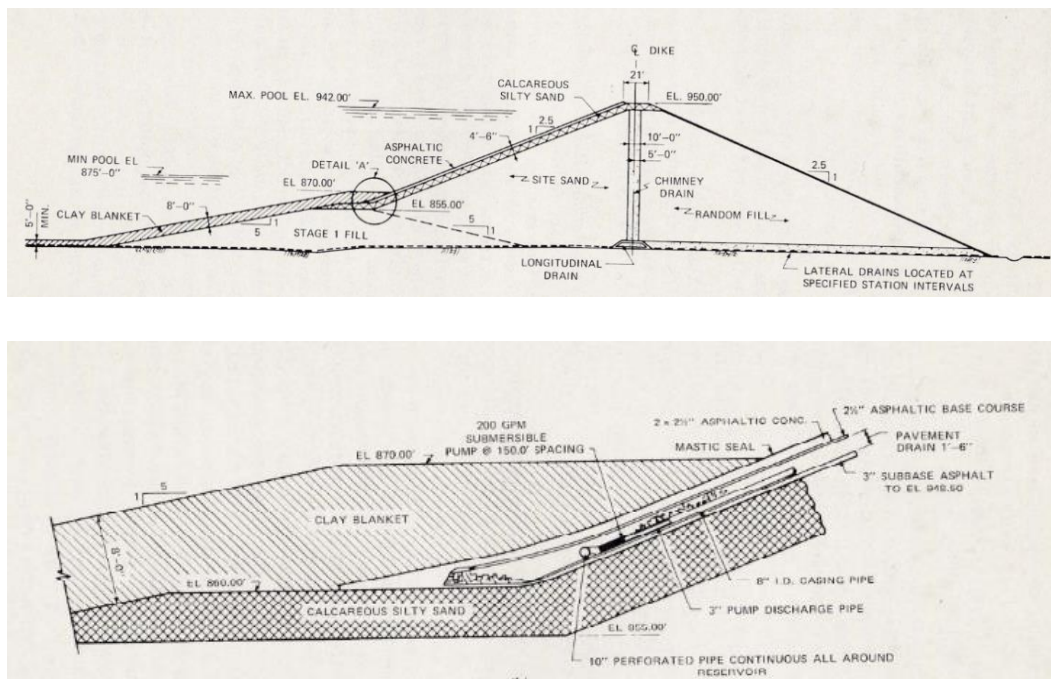 ℄ DIKE
21'
CALCAREOUS
SILTY SAND
EL. 950.00'
MAX. POOL EL. 942.00'
2.5
1
4'-6"
10'-0"
5'-0"
ASPHALTIC
CONCRETE
MIN POOL EL
875'-0"
DETAIL 'A'
2.5
1
EL 870.00'
SITE SAND
CHIMNEY
DRAIN
8'-0"
EL 855.00'
5'-0"
MIN.
CLAY BLANKET
RANDOM FILL
5
1
STAGE 1 FILL
5
1
LONGITUDINAL
DRAIN
LATERAL DRAINS LOCATED AT
SPECIFIED STATION INTERVALS
200 GPM
SUBMERSIBLE
PUMP @ 150.0' SPACING
2 x 2½" ASPHALTIC CONC.
2½" ASPHALTIC BASE COURSE
MASTIC SEAL
PAVEMENT
DRAIN 1'-6"
EL 870.00'
3" SUBBASE ASPHALT
TO EL 948.50
1
5
CLAY BLANKET
8'-0"
EL 860.00'
8" I.D. CASING PIPE
CALCAREOUS SILTY SAND
3" PUMP DISCHARGE PIPE
EL 855.00'
10" PERFORATED PIPE CONTINUOUS ALL AROUND
RESERVOIR